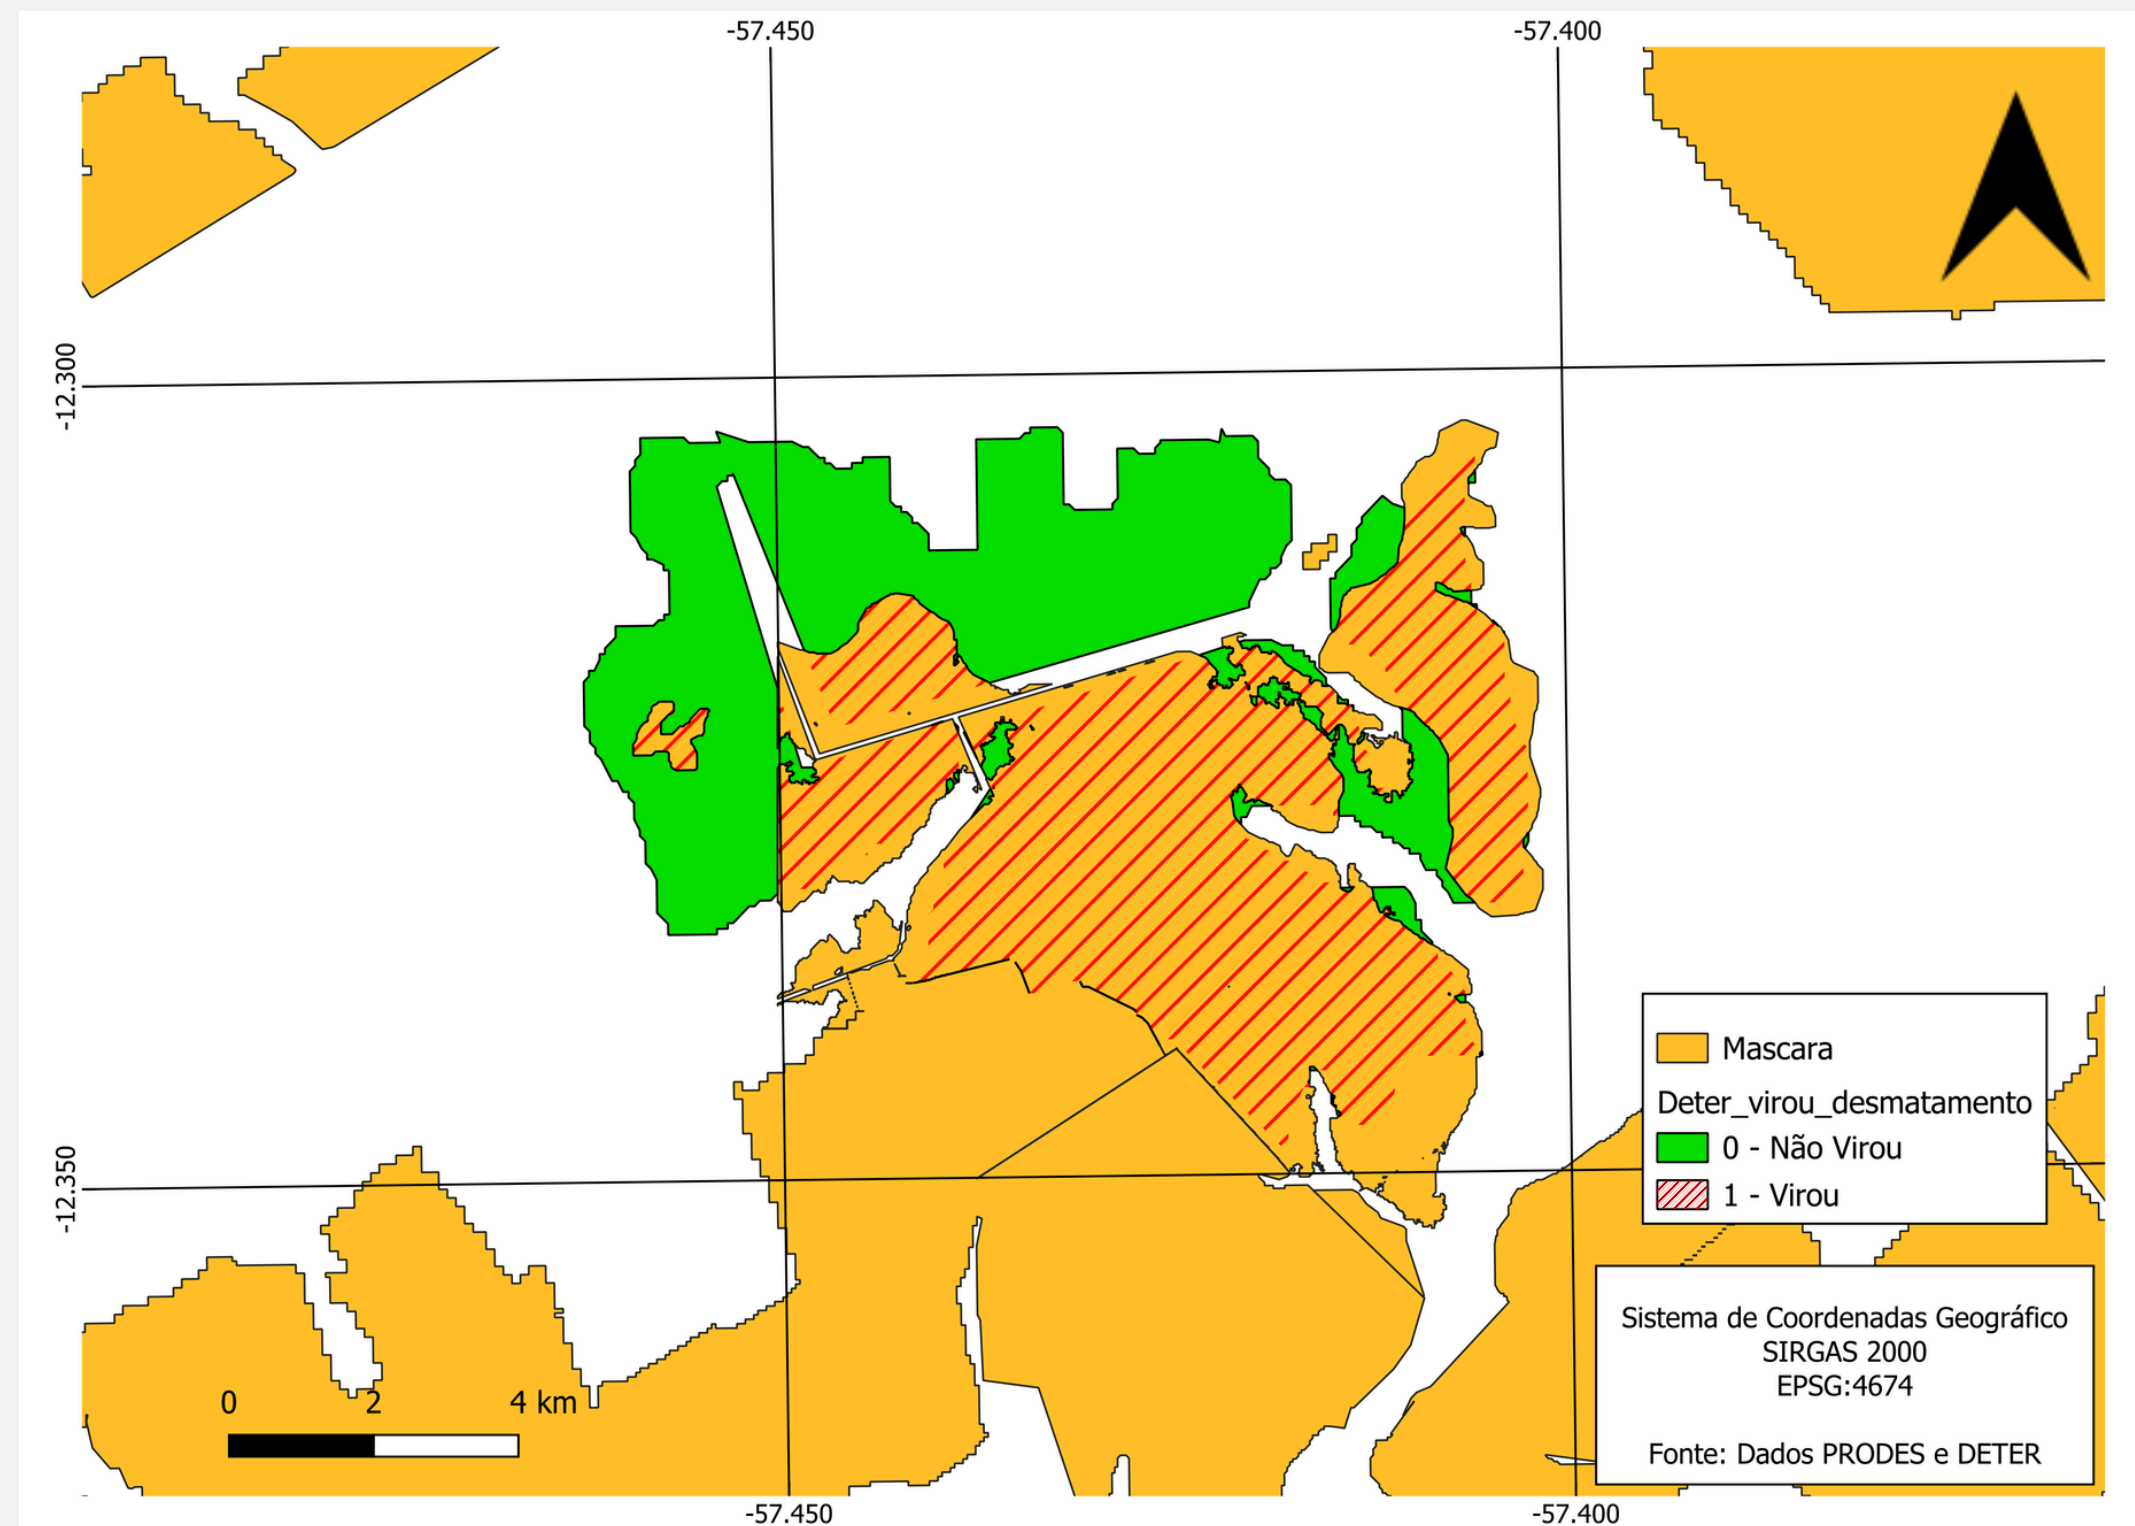 -57.450
-57.400
-12.300
-12.350
Mascara
Deter_virou_desmatamento
0 - Não Virou
1 - Virou
Sistema de Coordenadas Geográfico
SIRGAS 2000
EPSG:4674
Fonte: Dados PRODES e DETER
0 2 4 km
-57.450
-57.400